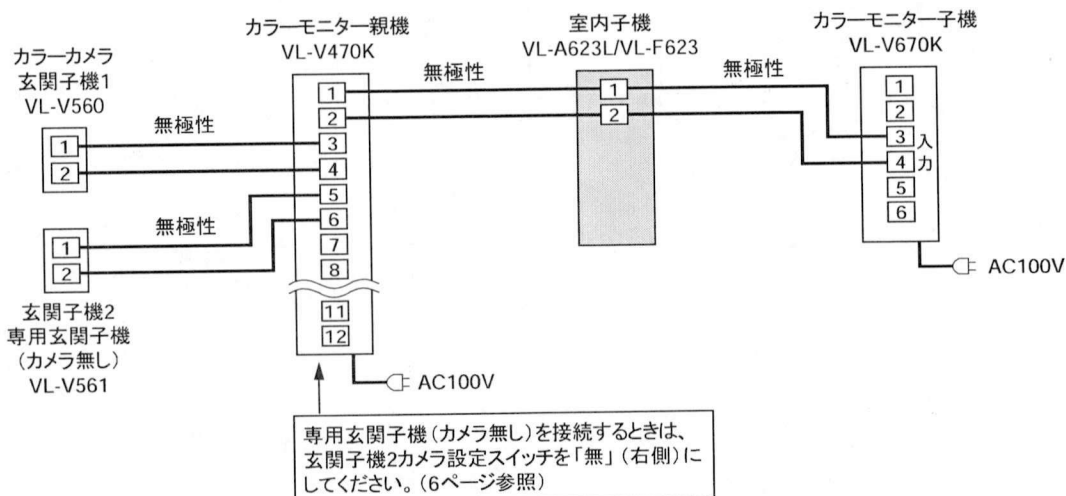 カラーカメラ
玄関子機1
VL-V560
1
2
無極性
玄関子機2
専用玄関子機
(カメラ無し)
VL-V561
1
2
無極性
カラーモニター親機
VL-V470K
1
2
3
4
5
6
7
8
11
12
AC100V
無極性
室内子機
VL-A623L/VL-F623
1
2
無極性
カラーモニター子機
VL-V670K
1
2
3
4
5
6
入力
AC100V
専用玄関子機(カメラ無し)を接続するときは、
玄関子機2カメラ設定スイッチを「無」(右側)に
してください。(6ページ参照)